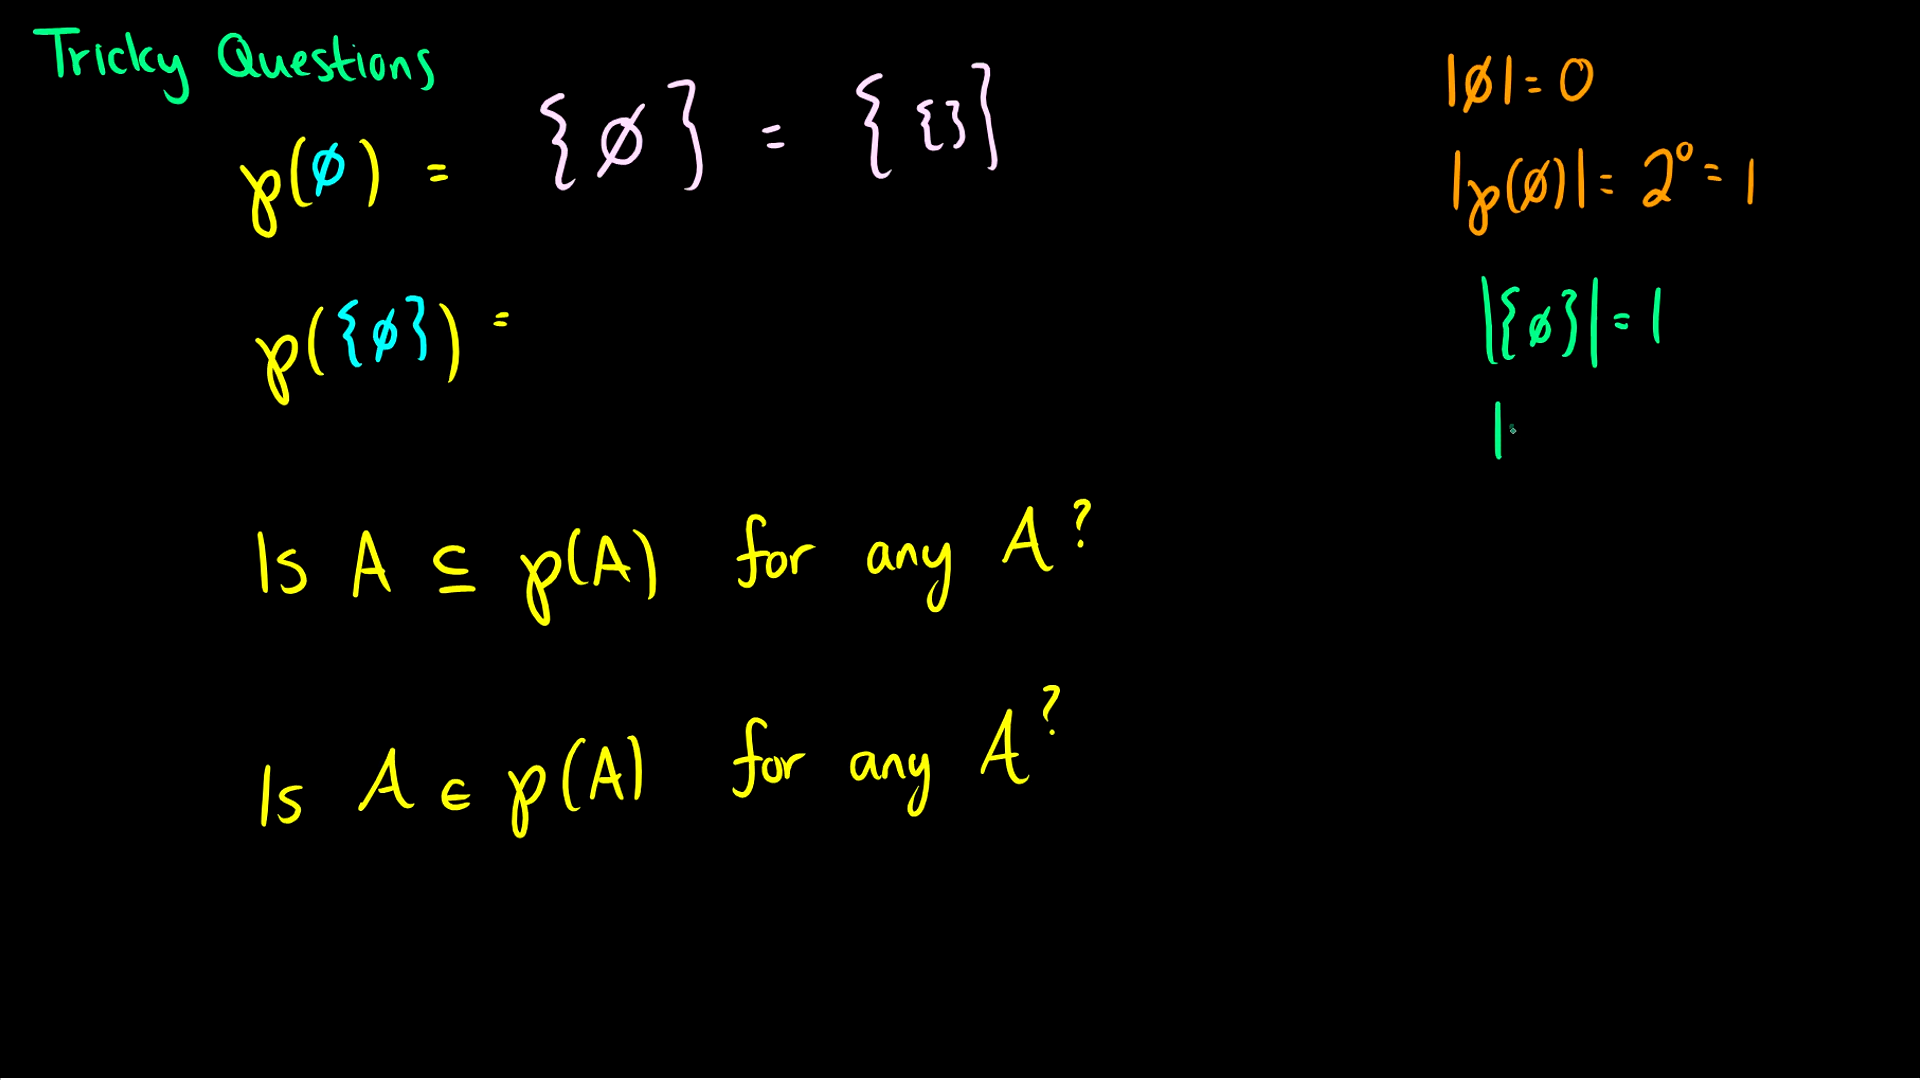 Tricky Questions
℘(∅) = {∅} = {{}}
℘({∅}) =
Is A ⊆ ℘(A) for any A?
Is A ∈ ℘(A) for any A?
|∅| = 0
|℘(∅)| = 2⁰ = 1
|{∅}| = 1
|